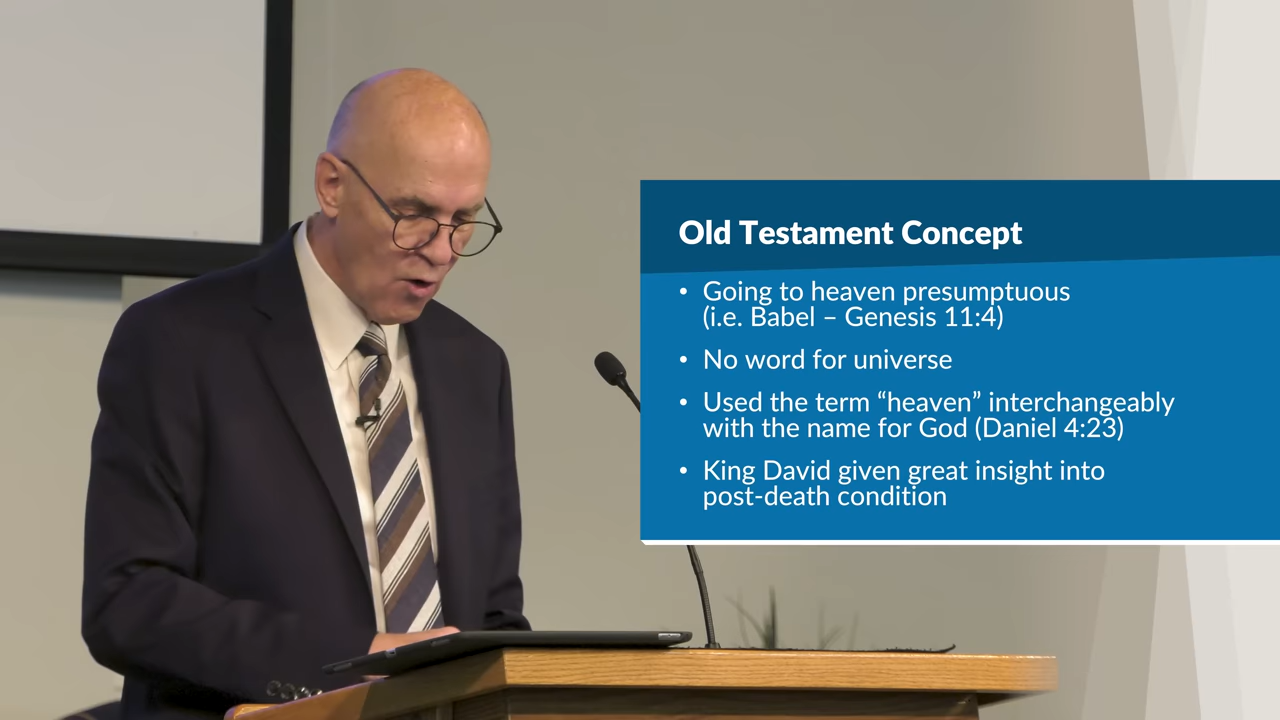 Old Testament Concept
• Going to heaven presumptuous
(i.e. Babel – Genesis 11:4)
• No word for universe
• Used the term “heaven” interchangeably
with the name for God (Daniel 4:23)
• King David given great insight into
post-death condition